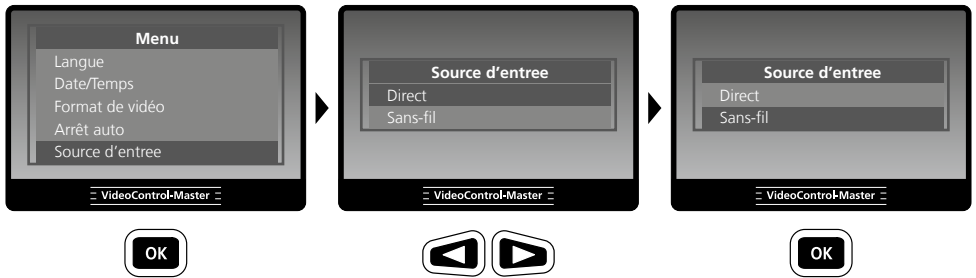 Menu
Langue
Date/Temps
Format de vidéo
Arrêt auto
Source d'entree
VideoControl-Master
OK
Source d'entree
Direct
Sans-fil
VideoControl-Master
Source d'entree
Direct
Sans-fil
VideoControl-Master
OK